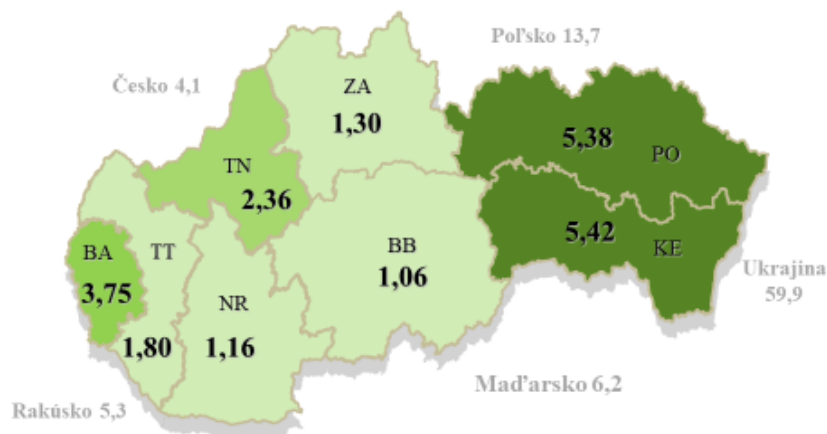 Poľsko 13,7
Česko 4,1
ZA
1,30
5,38
PO
TN
2,36
5,42
KE
BB
1,06
BA
3,75
TT
Ukrajina
59,9
NR
1,80
1,16
Maďarsko 6,2
Rakúsko 5,3